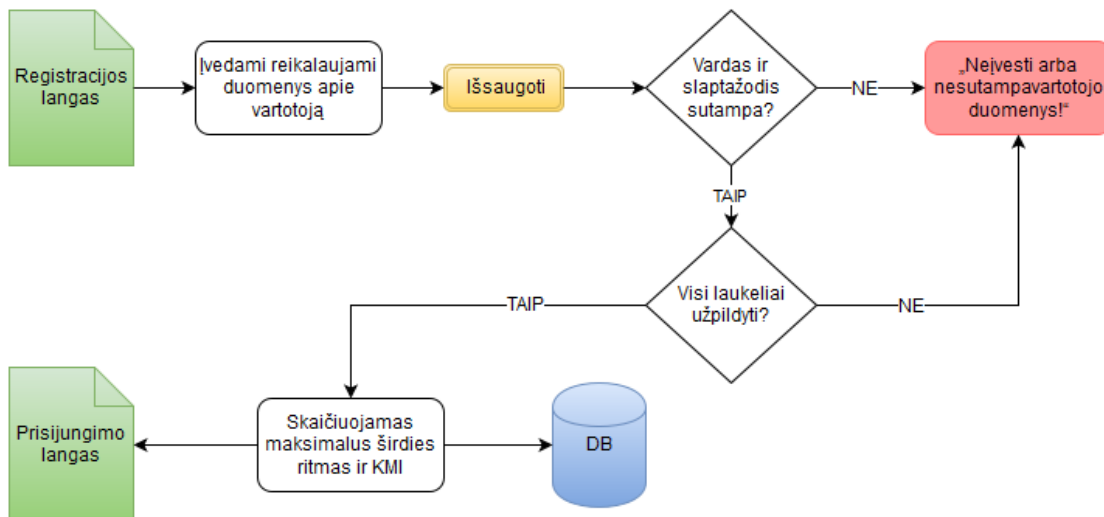 Registracijos
langas
Įvedami reikalaujami
duomenys apie
vartotoją
Išsaugoti
Vardas ir
slaptažodis
sutampa?
NE
„Neįvesti arba
nesutampavartotojo
duomenys!“
TAIP
Visi laukeliai
užpildyti?
NE
TAIP
Prisijungimo
langas
Skaičiuojamas
maksimalus širdies
ritmas ir KMI
DB